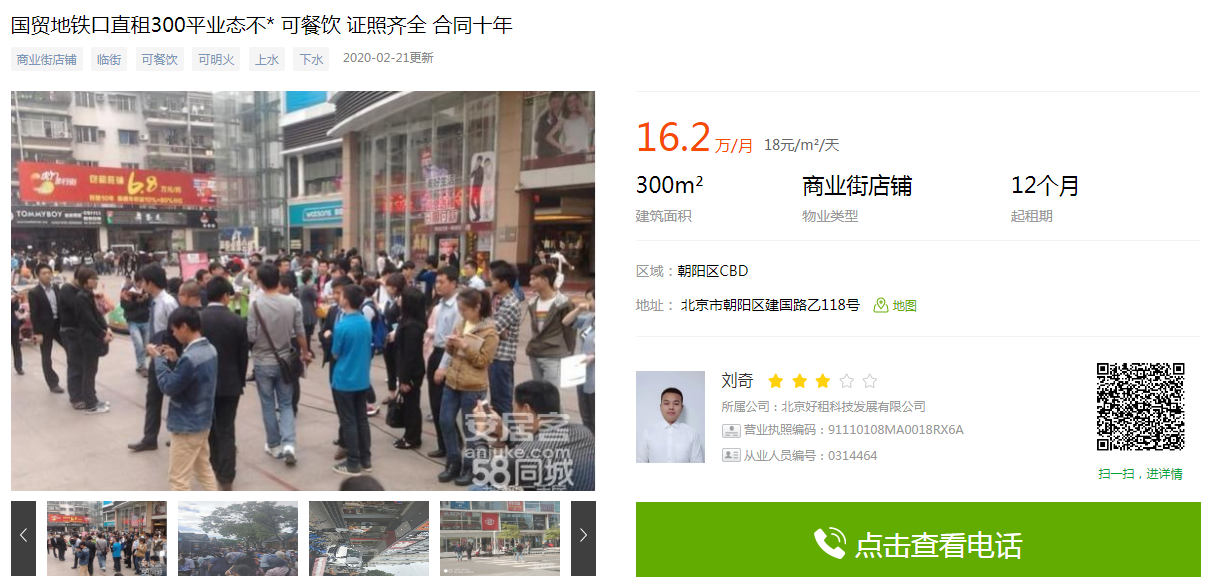 国贸地铁口直租300平业态不* 可餐饮 证照齐全 合同十年
商业街店铺 临街 可餐饮 可明火 上水 下水 2020-02-21更新
16.2 万/月 18元/m²/天
300m² 商业街店铺 12个月
建筑面积 物业类型 起租期
区域：朝阳区CBD
地址： 北京市朝阳区建国路乙118号 地图
刘奇
所属公司：北京好租科技发展有限公司
营业执照编码：91110108MA0018RX6A
从业人员编号：0314464
扫一扫，进详情
点击查看电话
6.8
TOMMYBOY
watsons
安居客
anjuke.com
58同城